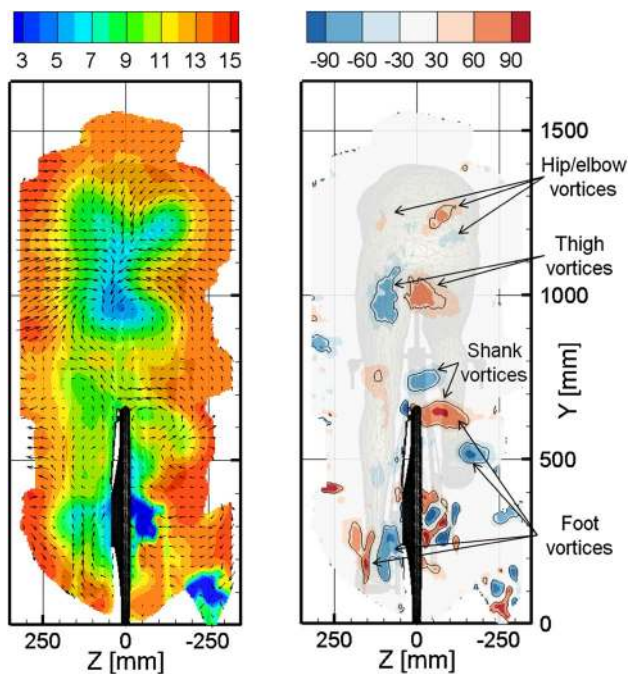 3 5 7 9 11 13 15
-90 -60 -30 30 60 90
1500
Hip/elbow
vortices
Thigh
vortices
1000
Shank
vortices
Y [mm]
500
Foot
vortices
0
250 0 -250
Z [mm]
250 0 -250
Z [mm]